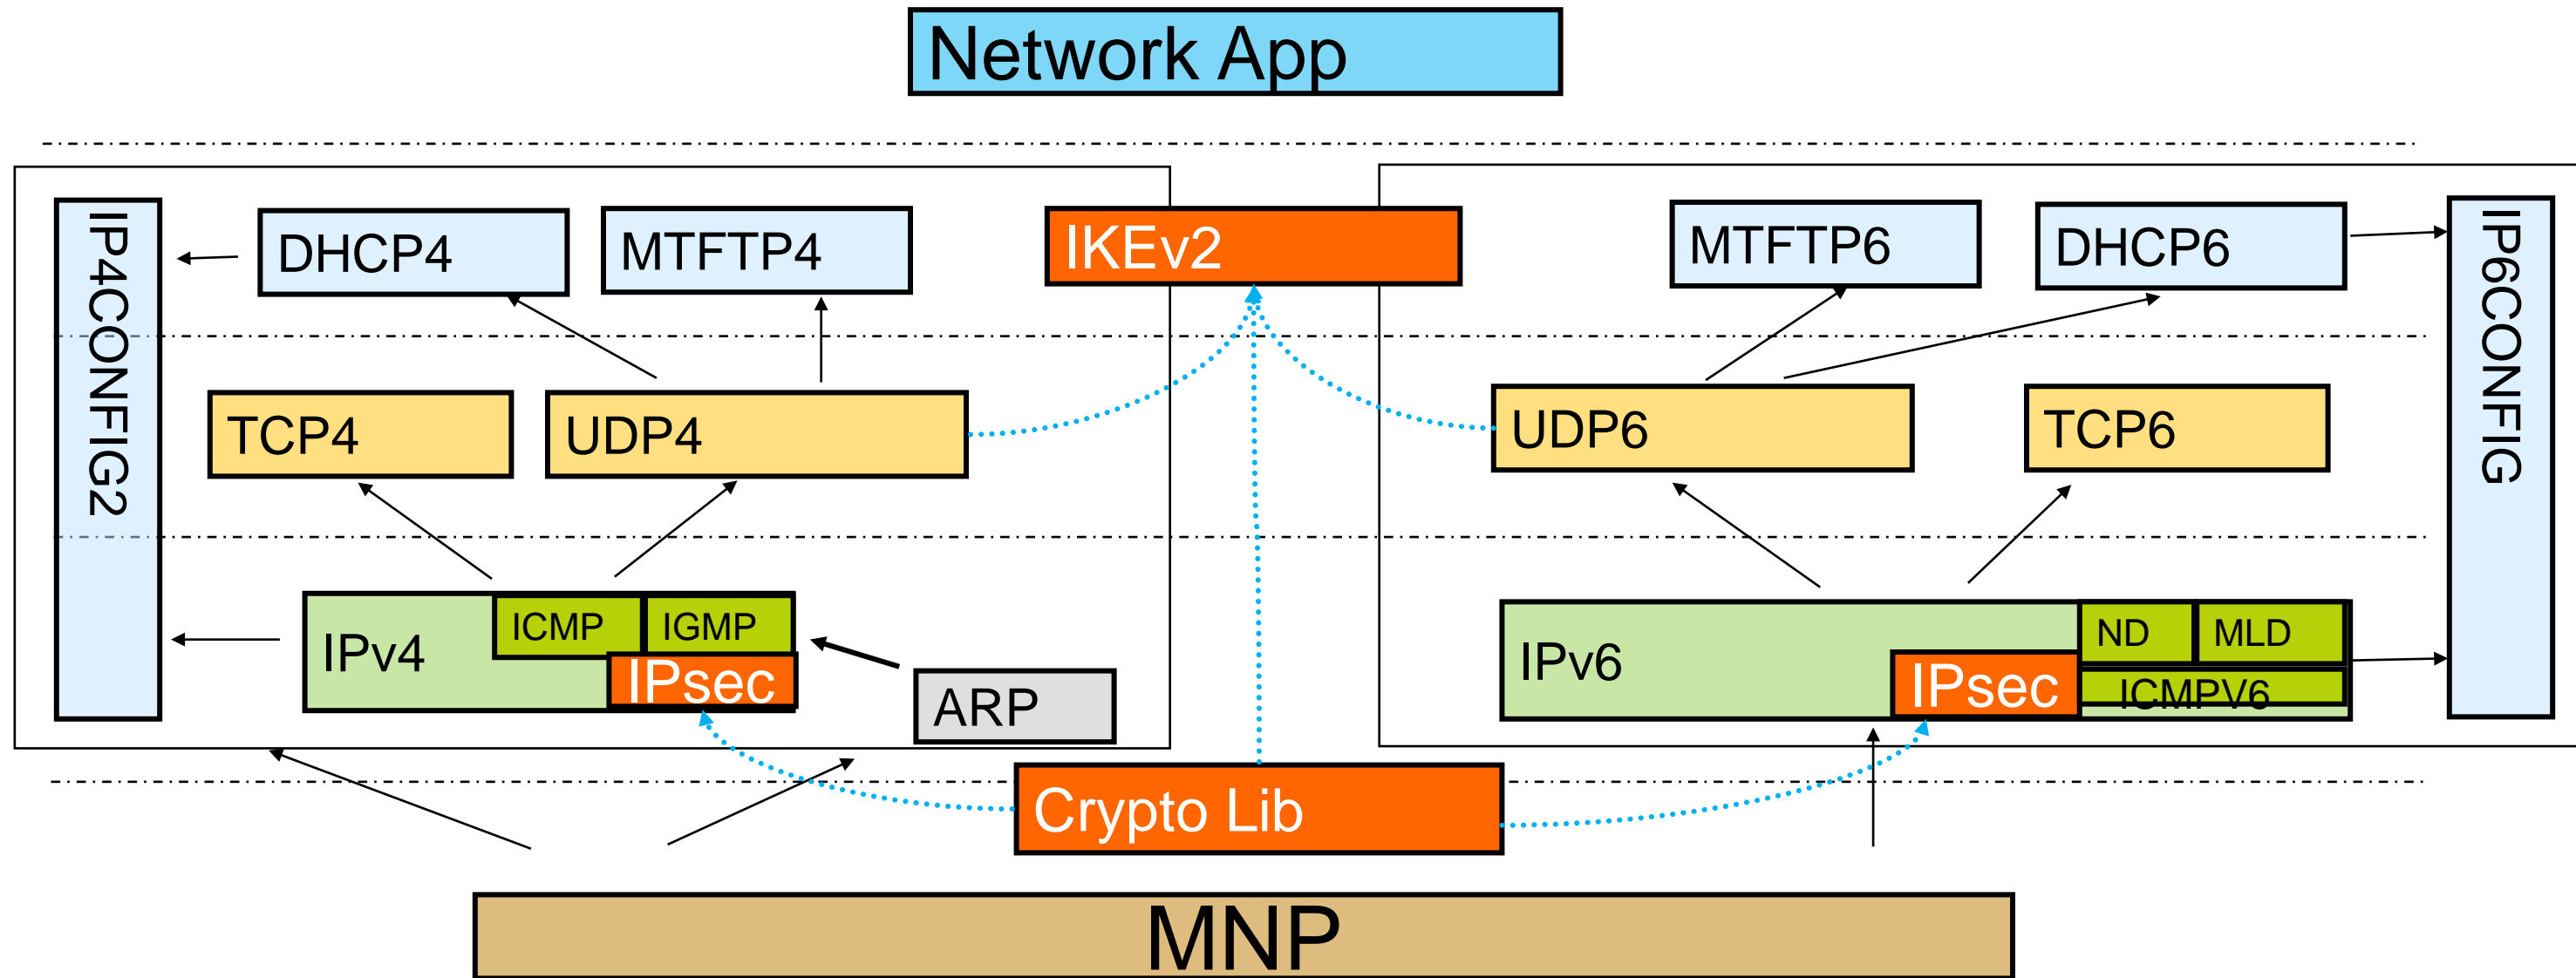 Network App
IP4CONFIG2
DHCP4
MTFTP4
IKEv2
MTFTP6
DHCP6
IP6CONFIG
TCP4
UDP4
UDP6
TCP6
IPv4
ICMP
IGMP
IPsec
ARP
IPv6
IPsec
ND
MLD
ICMPV6
Crypto Lib
MNP